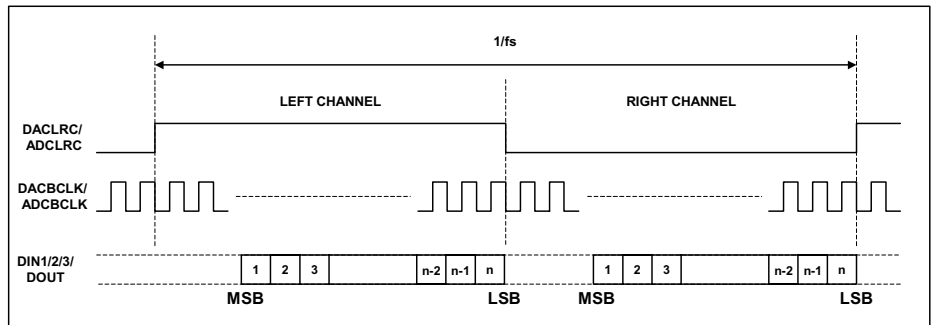 1/fs
LEFT CHANNEL RIGHT CHANNEL
DACLRC/
ADCLRC
DACBCLK/
ADCBCLK
DIN1/2/3/
DOUT
1 2 3 n-2 n-1 n 1 2 3 n-2 n-1 n
MSB LSB MSB LSB